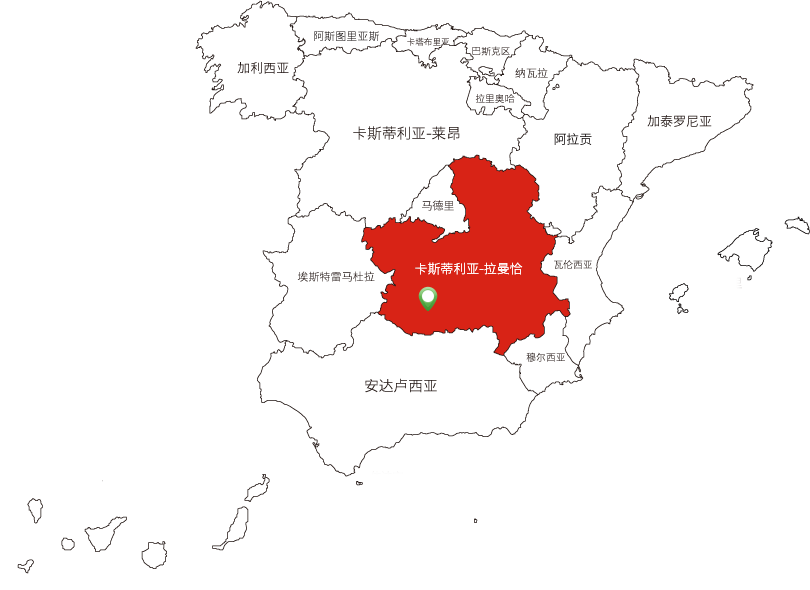 阿斯图里亚斯
卡塔布里亚
巴斯克区
加利西亚
纳瓦拉
拉里奥哈
加泰罗尼亚
卡斯蒂利亚-莱昂
阿拉贡
马德里
瓦伦西亚
卡斯蒂利亚-拉曼恰
埃斯特雷马杜拉
穆尔西亚
安达卢西亚